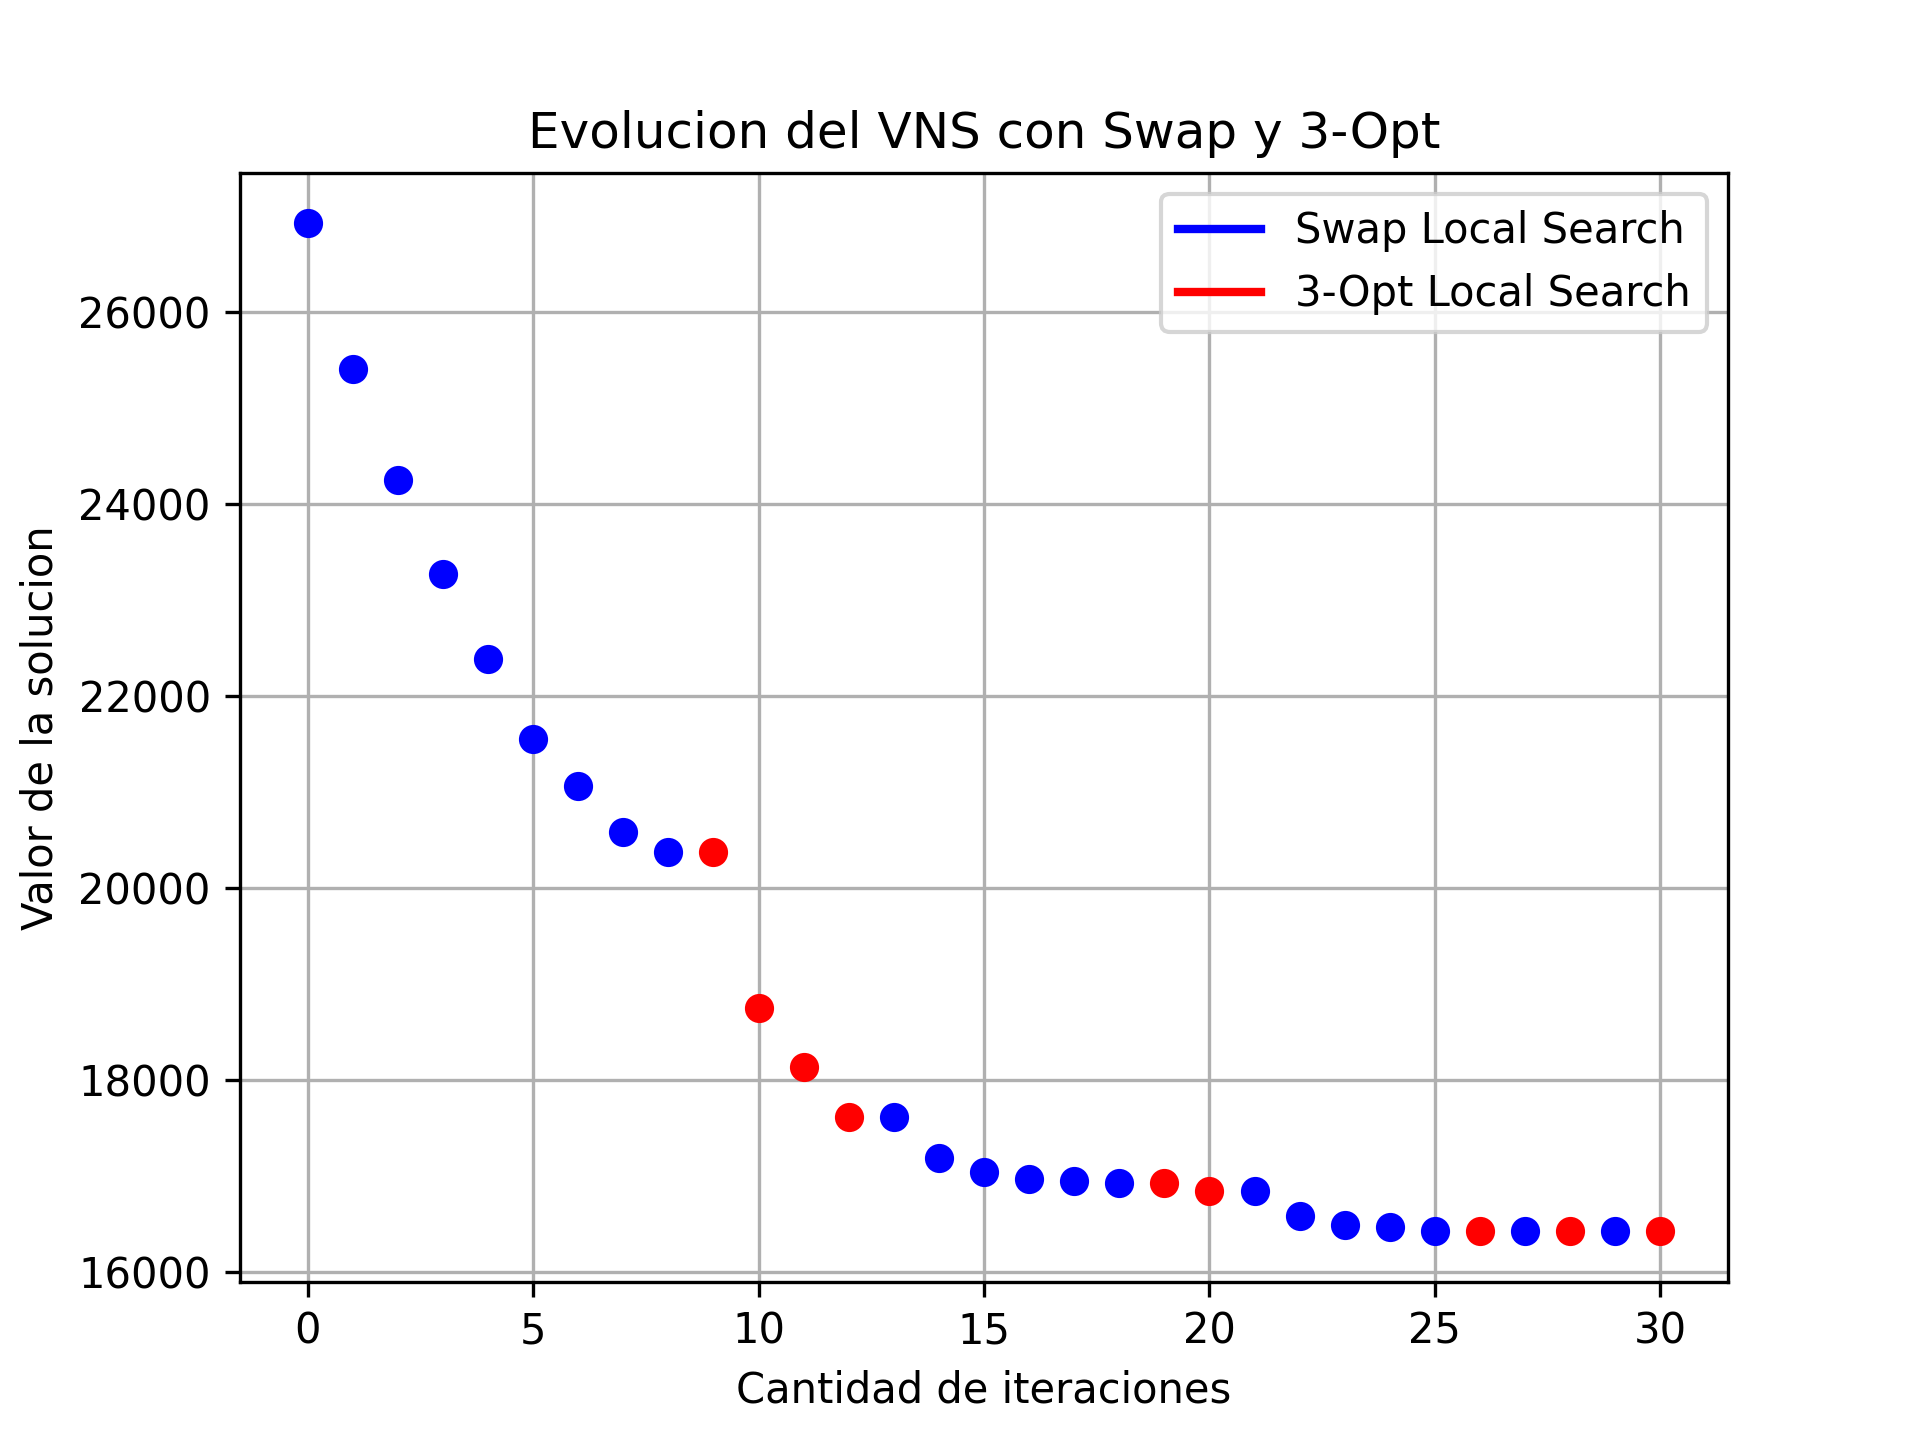 Evolucion del VNS con Swap y 3-Opt
Swap Local Search
3-Opt Local Search
Valor de la solucion
26000
24000
22000
20000
18000
16000
0 5 10 15 20 25 30
Cantidad de iteraciones